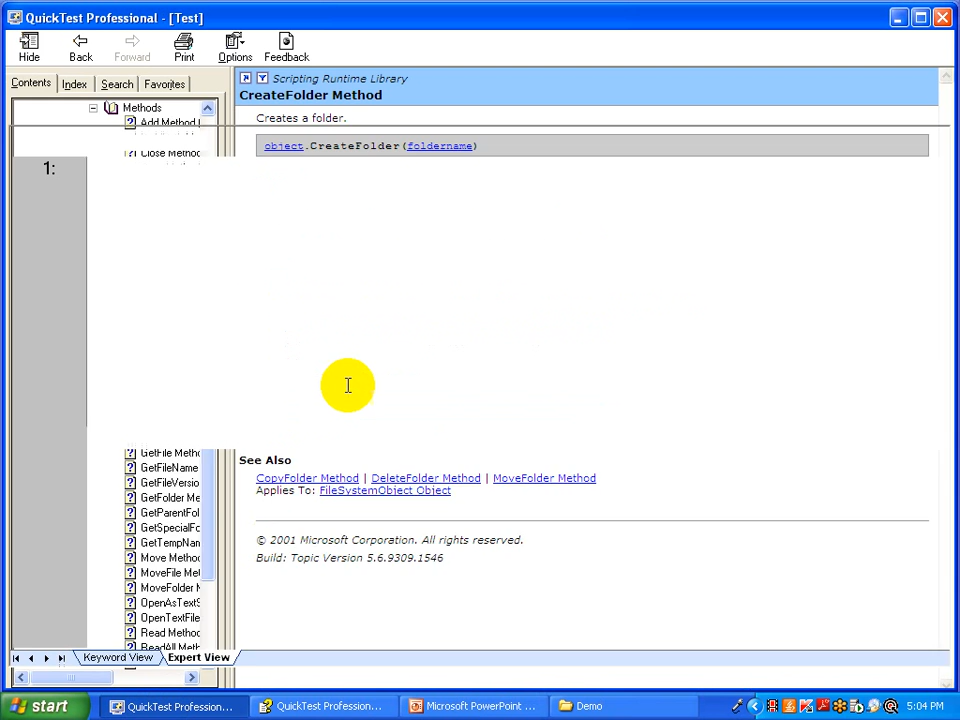 QuickTest Professional - [Test]
Hide Back Forward Print Options Feedback
Contents Index Search Favorites
Scripting Runtime Library
CreateFolder Method
Methods
Add Method
Creates a folder.
Close Method
object.CreateFolder(foldername)
1:
GetFile Metho
GetFileName
GetFileVersio
GetFolder Me
GetParentFol
GetSpecialFo
GetTempNam
Move Method
MoveFile Met
MoveFolder M
OpenAsTextS
OpenTextFile
Read Method
ReadAll Meth
See Also
CopyFolder Method | DeleteFolder Method | MoveFolder Method
Applies To: FileSystemObject Object
© 2001 Microsoft Corporation. All rights reserved.
Build: Topic Version 5.6.9309.1546
Keyword View Expert View
start QuickTest Profession... QuickTest Profession... Microsoft PowerPoint ... Demo 5:04 PM